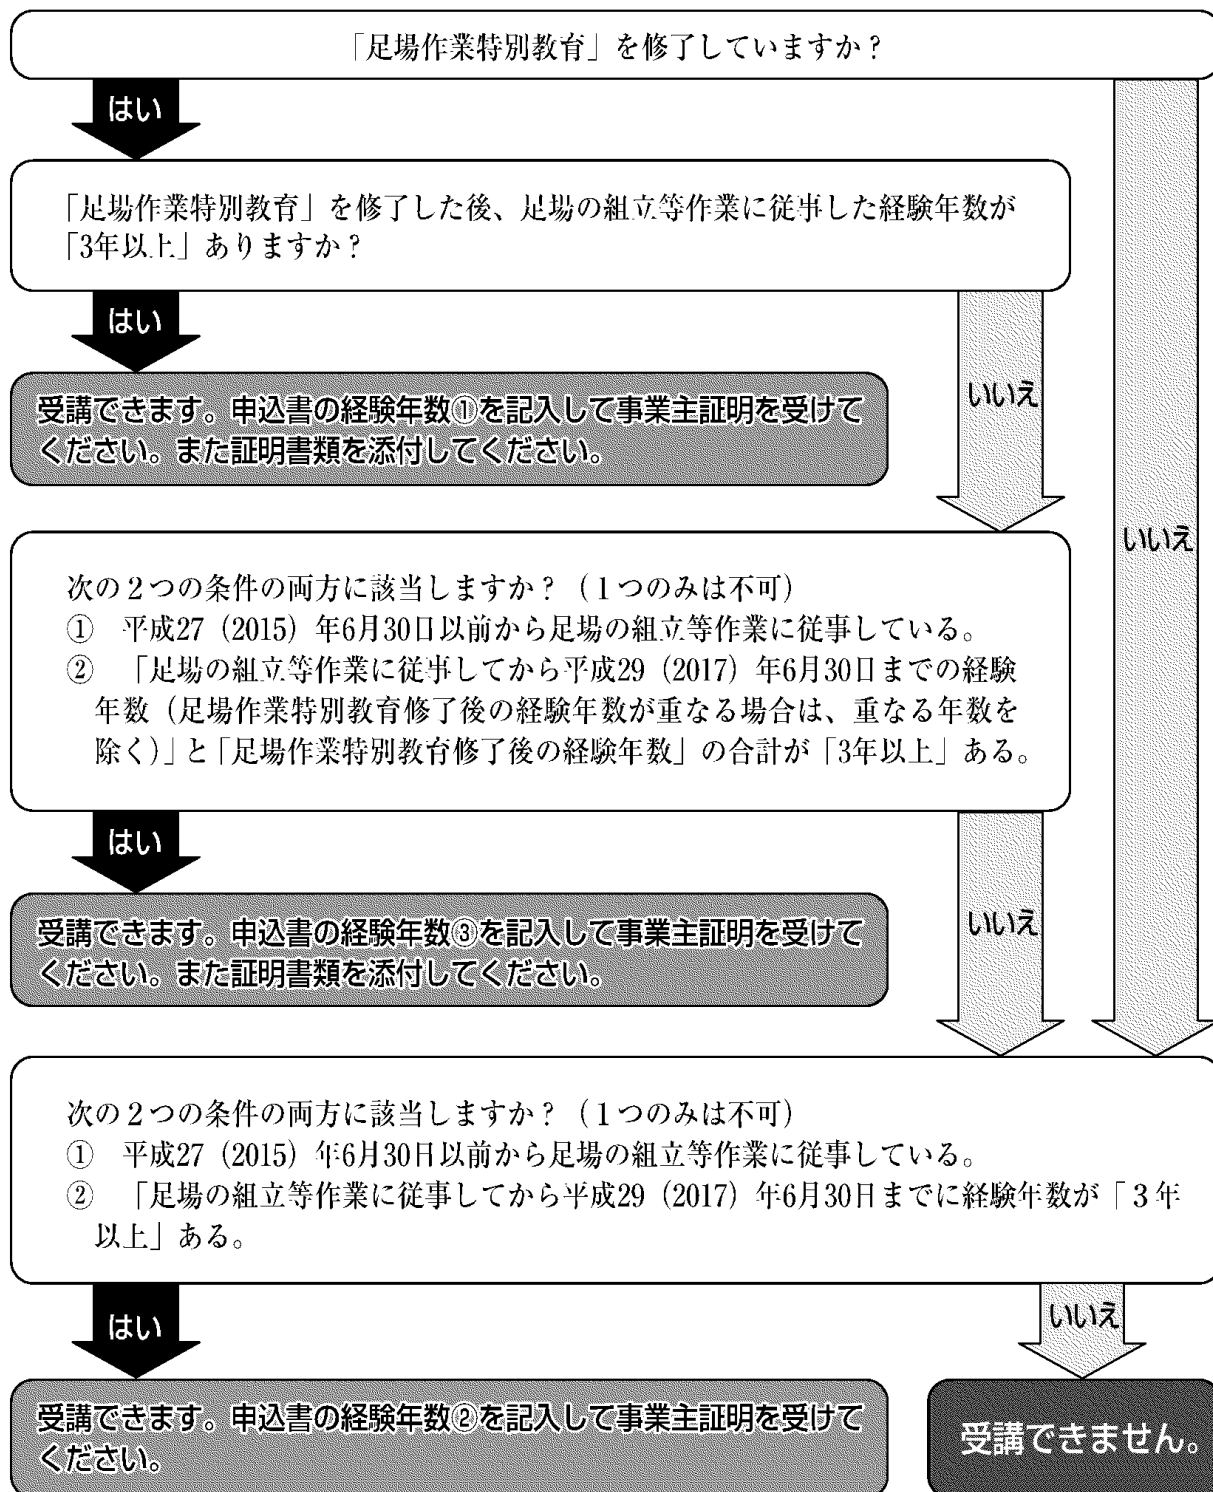 「足場作業特別教育」を修了していますか？
はい
「足場作業特別教育」を修了した後、足場の組立等作業に従事した経験年数が
「3年以上」ありますか？
はい
いいえ
受講できます。申込書の経験年数①を記入して事業主証明を受けて
ください。また証明書類を添付してください。
いいえ
次の２つの条件の両方に該当しますか？（１つのみは不可）
①　平成27（2015）年6月30日以前から足場の組立等作業に従事している。
②　「足場の組立等作業に従事してから平成29（2017）年6月30日までの経験
年数（足場作業特別教育修了後の経験年数が重なる場合は、重なる年数を
除く）」と「足場作業特別教育修了後の経験年数」の合計が「3年以上」ある。
はい
いいえ
受講できます。申込書の経験年数③を記入して事業主証明を受けて
ください。また証明書類を添付してください。
次の２つの条件の両方に該当しますか？（１つのみは不可）
①　平成27（2015）年6月30日以前から足場の組立等作業に従事している。
②　「足場の組立等作業に従事してから平成29（2017）年6月30日までに経験年数が「３年
以上」ある。
はい
いいえ
受講できます。申込書の経験年数②を記入して事業主証明を受けて
ください。
受講できません。